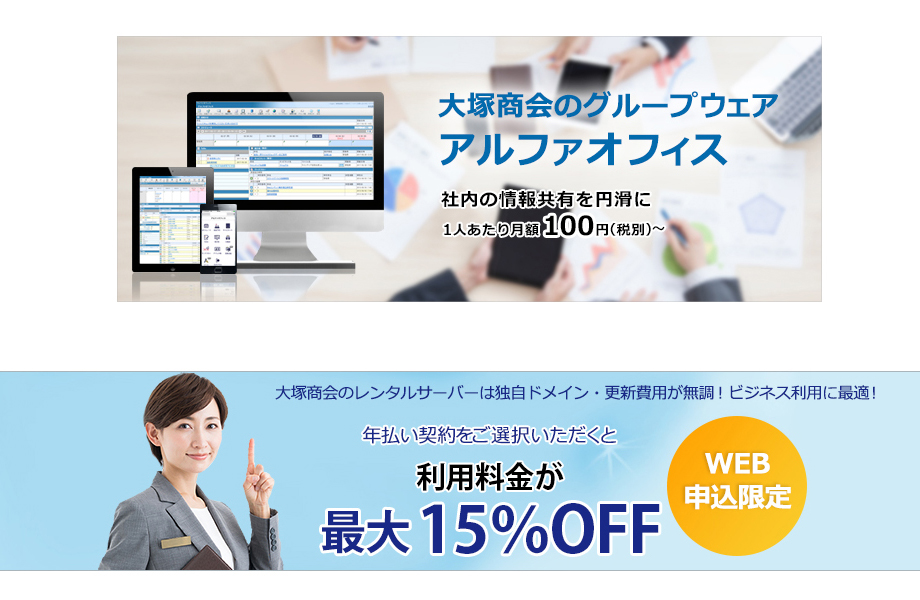 大塚商会のグループウェア
アルファオフィス
社内の情報共有を円滑に
1人あたり月額100円(税別)～
大塚商会のレンタルサーバーは独自ドメイン・更新費用が無調！ビジネス利用に最適！
年払い契約をご選択いただくと
利用料金が
最大15%OFF
WEB
申込限定